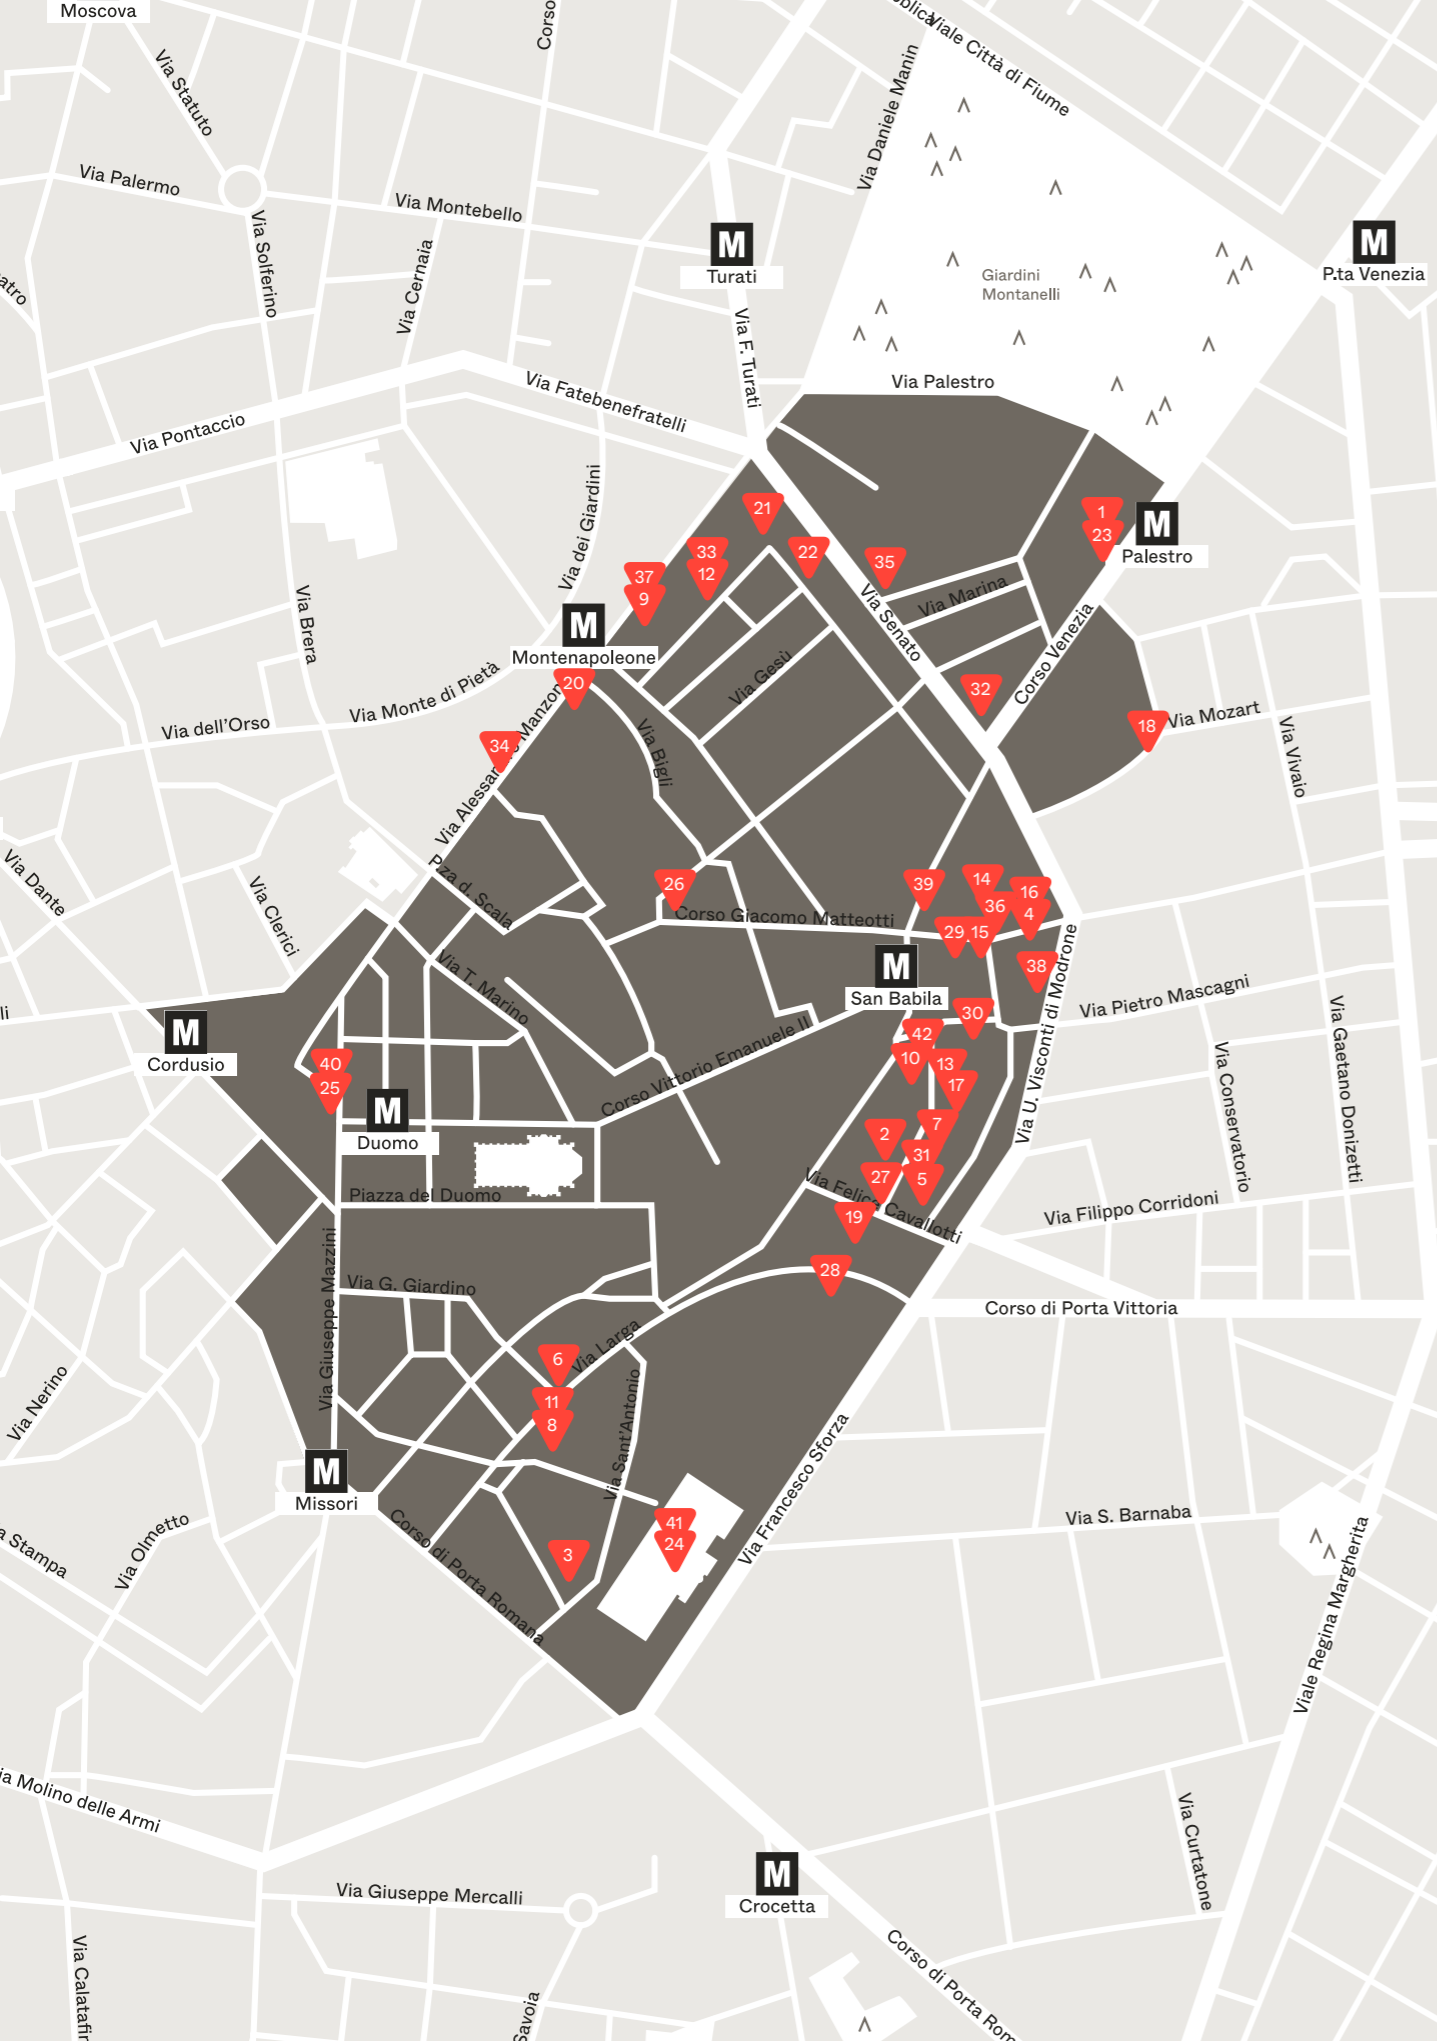 Moscova
Corso
Viale Città di Fiume
Via Statuto
Via Daniele Manin
Via Palermo
Via Montebello
Via Solferino
Via Cernaia
M
Turati
M
P.ta Venezia
Giardini
Montanelli
Via F. Turati
Via Palestro
Via Fatebenefratelli
Via Pontaccio
Via dei Giardini
21
1
23
M
Palestro
33
12
22
35
37
9
Via Marina
Via Senato
Via Brera
M
Montenapoleone
Via Gesù
Corso Venezia
20
32
Via Monte di Pietà
Via dell'Orso
18
Via Mozart
34
Via Bigli
Via Vivaio
P.za d. Scala
Via Dante
Via Clerici
26
39
14
16
36
4
Corso Giacomo Matteotti
29
15
M
San Babila
38
Via T. Marino
Via U. Visconti di Modrone
Via Pietro Mascagni
li
M
Cordusio
30
42
Corso Vittorio Emanuele II
40
25
10
13
17
Via Gaetano Donizetti
Via Conservatorio
M
Duomo
2
7
31
27
5
Piazza del Duomo
Via Felice Cavallotti
19
Via Filippo Corridoni
28
Via G. Giardino
Via Giuseppe Mazzini
Corso di Porta Vittoria
Via Larga
6
11
8
Via Nerino
Via Sant'Antonio
Via Francesco Sforza
M
Missori
Corso di Porta Romana
41
24
3
Via S. Barnaba
a Stampa
Via Olmetto
Viale Regina Margherita
ia Molino delle Armi
Via Curtatone
M
Crocetta
Via Giuseppe Mercalli
Corso di Porta Rom
Via Calatafir
Savoia